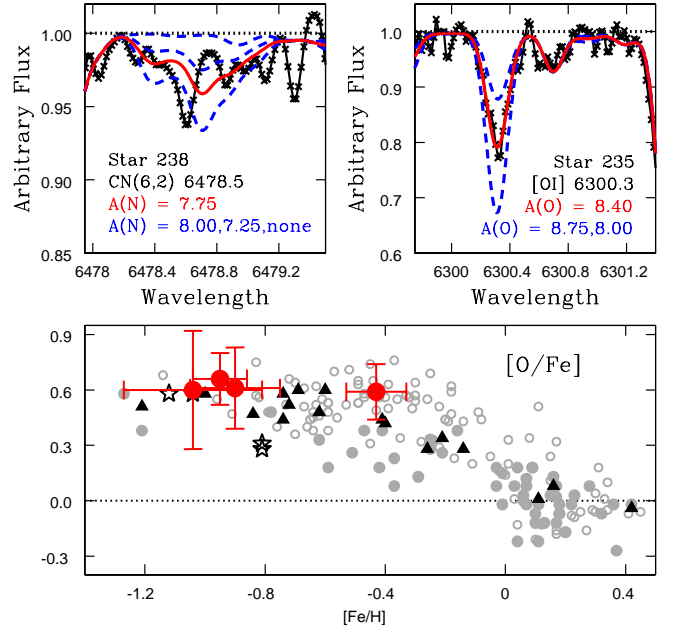 Arbitrary Flux
1.00
0.95
0.90
0.85
Star 238
CN(6,2) 6478.5
A(N) = 7.75
A(N) = 8.00,7.25,none
6478
6478.4
6478.8
6479.2
Wavelength
Arbitrary Flux
1.0
0.9
0.8
0.7
0.6
Star 235
[OI] 6300.3
A(O) = 8.40
A(O) = 8.75,8.00
6300
6300.4
6300.8
6301.2
Wavelength
0.9
0.6
0.3
0.0
-0.3
[O/Fe]
-1.2
-0.8
-0.4
0
0.4
[Fe/H]